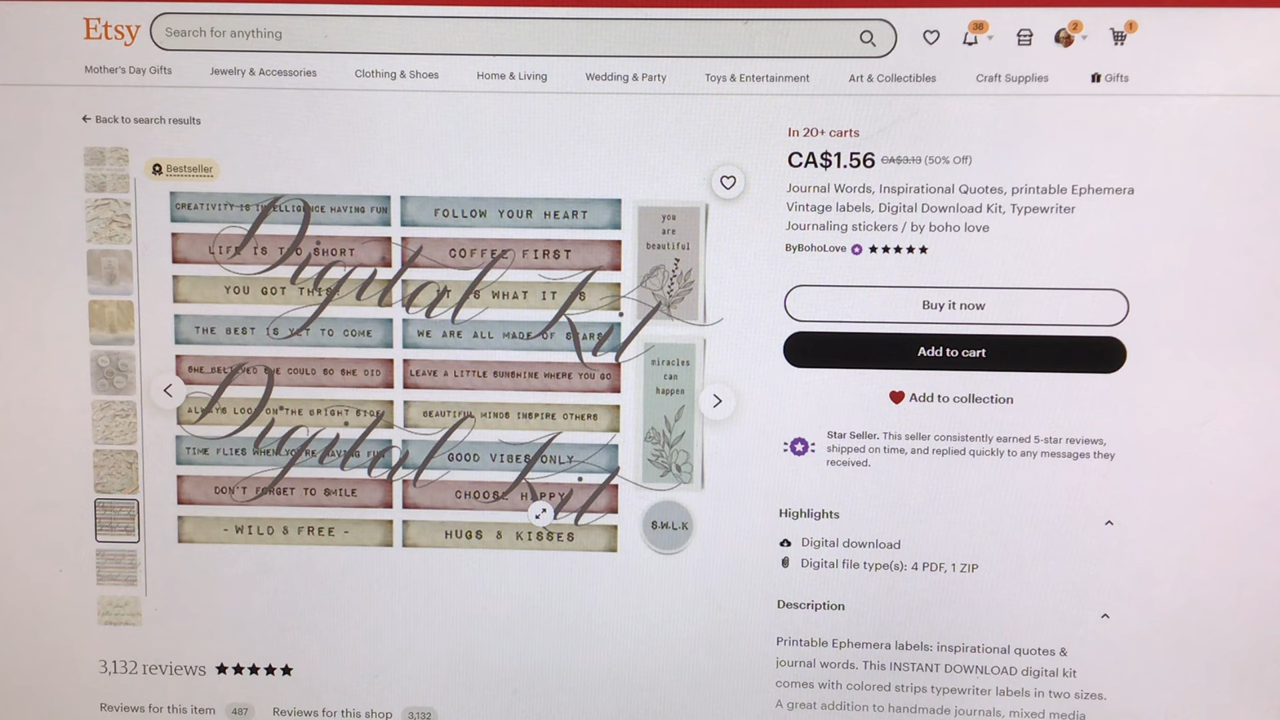 Etsy
Search for anything
38
2
1
Mother's Day Gifts
Jewelry & Accessories
Clothing & Shoes
Home & Living
Wedding & Party
Toys & Entertainment
Art & Collectibles
Craft Supplies
Gifts
Back to search results
Bestseller
CREATIVITY IS INTELLIGENCE HAVING FUN
FOLLOW YOUR HEART
LIFE IS TOO SHORT
COFFEE FIRST
YOU GOT THIS!
IT IS WHAT IT IS
THE BEST IS YET TO COME
WE ARE ALL MADE OF STARS
SHE BELIEVED SHE COULD SO SHE DID
LEAVE A LITTLE SUNSHINE WHERE YOU GO
ALWAYS LOOK ON THE BRIGHT SIDE
BEAUTIFUL MINDS INSPIRE OTHERS
TIME FLIES WHEN YOU'RE HAVING FUN
GOOD VIBES ONLY
DON'T FORGET TO SMILE
CHOOSE HAPPY
- WILD & FREE -
HUGS & KISSES
you
are
beautiful
miracles
can
happen
S.W.L.K
Digital Kit
Digital Kit
In 20+ carts
CA$1.56 CA$3.13 (50% Off)
Journal Words, Inspirational Quotes, printable Ephemera
Vintage labels, Digital Download Kit, Typewriter
Journaling stickers / by boho love
ByBohoLove
Buy it now
Add to cart
Add to collection
Star Seller. This seller consistently earned 5-star reviews,
shipped on time, and replied quickly to any messages they
received.
Highlights
Digital download
Digital file type(s): 4 PDF, 1 ZIP
Description
Printable Ephemera labels: inspirational quotes &
journal words. This INSTANT DOWNLOAD digital kit
comes with colored strips typewriter labels in two sizes.
A great addition to handmade journals, mixed media
3,132 reviews
Reviews for this item 487
Reviews for this shop 3,132